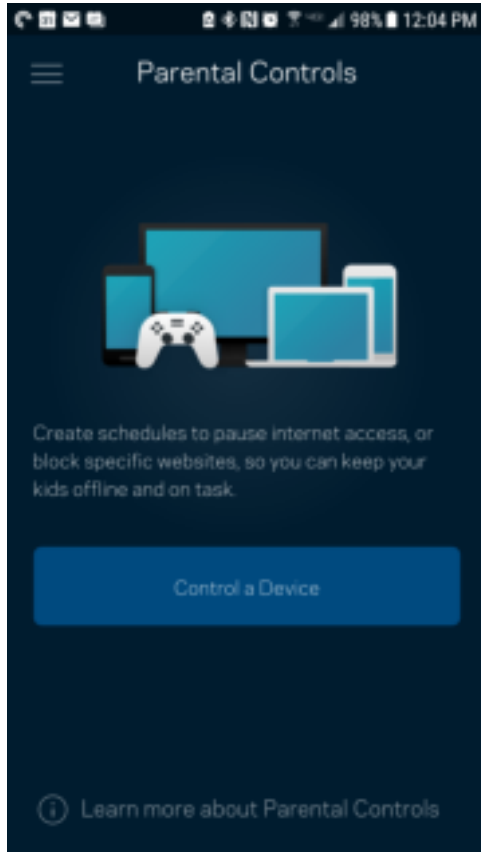 98% 12:04 PM
Parental Controls
Create schedules to pause internet access, or
block specific websites, so you can keep your
kids offline and on task.
Control a Device
Learn more about Parental Controls